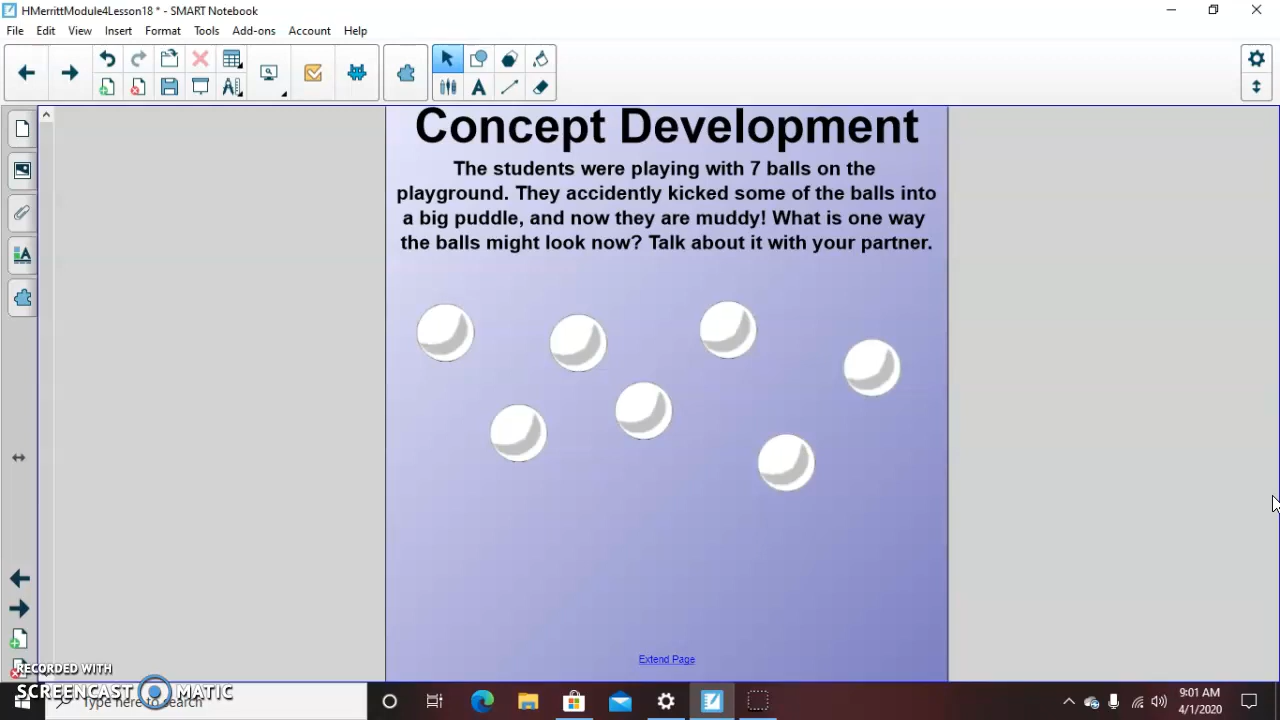 HMerrittModule4Lesson18 * - SMART Notebook
File Edit View Insert Format Tools Add-ons Account Help
Concept Development
The students were playing with 7 balls on the
playground. They accidently kicked some of the balls into
a big puddle, and now they are muddy! What is one way
the balls might look now? Talk about it with your partner.
Extend Page
RECORDED WITH
SCREENCAST MATIC
Type here to search
9:01 AM
4/1/2020